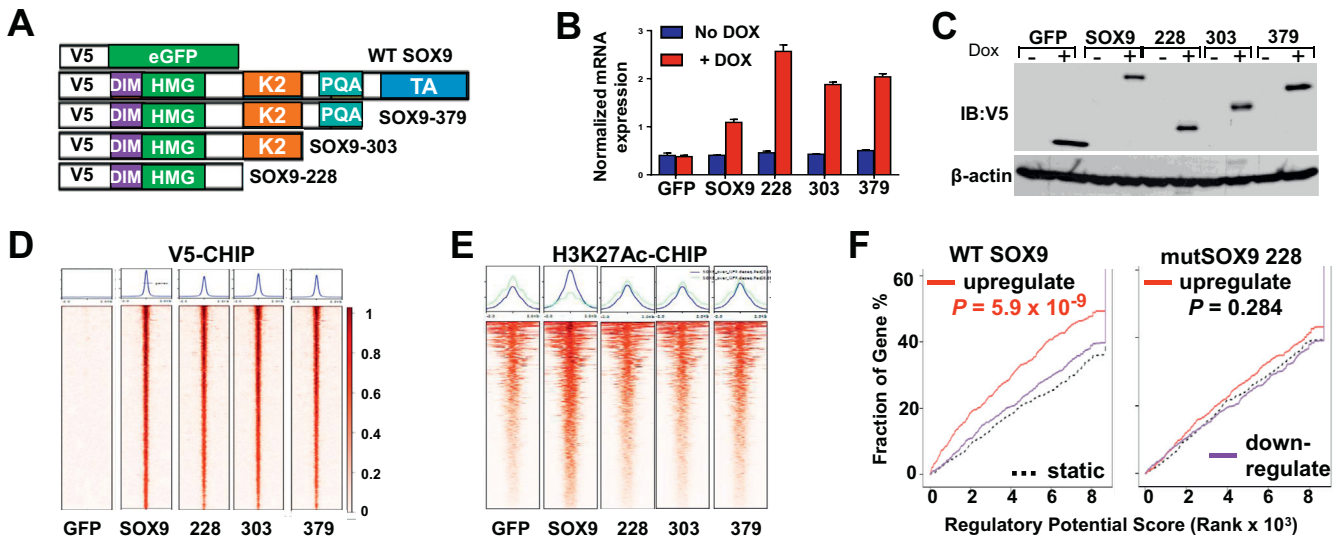 A
V5 eGFP
WT SOX9
V5 DIM HMG K2 PQA TA
V5 DIM HMG K2 PQA
SOX9-379
V5 DIM HMG K2
SOX9-303
V5 DIM HMG
SOX9-228
B
No DOX
+ DOX
Normalized mRNA
expression
3
2
1
0
GFP SOX9 228 303 379
C
GFP SOX9 228 303 379
Dox - + - + - + - + - +
IB:V5
β-actin
D
V5-CHIP
1
0.8
0.6
0.4
0.2
0
GFP SOX9 228 303 379
E
H3K27Ac-CHIP
GFP SOX9 228 303 379
F
WT SOX9
upregulate
P = 5.9 x 10⁻⁹
mutSOX9 228
upregulate
P = 0.284
Fraction of Gene %
60
40
20
0
static
down-
regulate
0 2 4 6 8
0 2 4 6 8
Regulatory Potential Score (Rank x 10³)